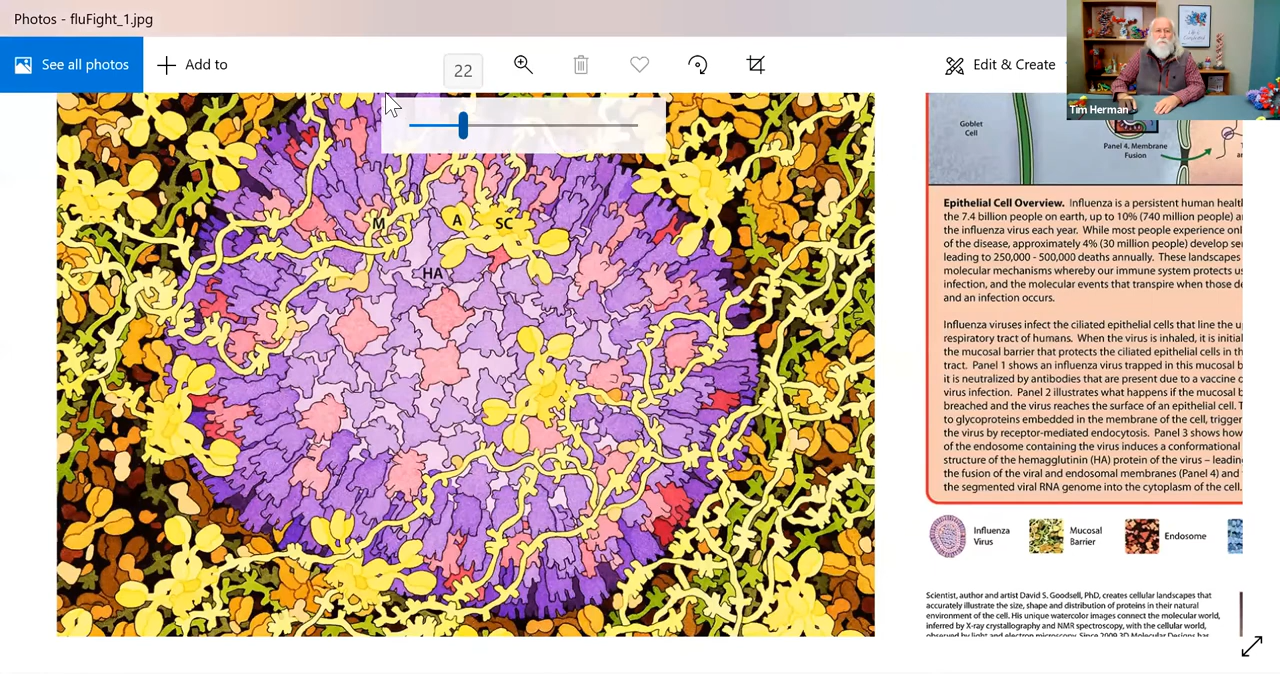 Photos - fluFight_1.jpg
See all photos
Add to
22
Edit & Create
Tim Herman
M
A
SC
HA
Goblet
Cell
Panel 4, Membrane
Fusion
Epithelial Cell Overview. Influenza is a persistent human
the 7.4 billion people on earth, up to 10% (740 million people)
the influenza virus each year. While most people experience
of the disease, approximately 4% (30 million people) develop
leading to 250,000 - 500,000 deaths annually. These landscapes
molecular mechanisms whereby our immune system protects
infection, and the molecular events that transpire when those
and an infection occurs.
Influenza viruses infect the ciliated epithelial cells that line the
respiratory tract of humans. When the virus is inhaled, it is
the mucosal barrier that protects the ciliated epithelial cells in
tract. Panel 1 shows an influenza virus trapped in this mucosal
it is neutralized by antibodies that are present due to a vaccine
virus infection. Panel 2 illustrates what happens if the mucosal
breached and the virus reaches the surface of an epithelial cell.
to glycoproteins embedded in the membrane of the cell,
the virus by receptor-mediated endocytosis. Panel 3 shows how
of the endosome containing the virus induces a conformational
structure of the hemagglutinin (HA) protein of the virus –
the fusion of the viral and endosomal membranes (Panel 4) and
the segmented viral RNA genome into the cytoplasm of the cell.
Influenza
Virus
Mucosal
Barrier
Endosome
Scientist, author and artist David S. Goodsell, PhD, creates cellular landscapes that
accurately illustrate the size, shape and distribution of proteins in their natural
environment of the cell. His unique watercolor images connect the molecular world,
inferred by X-ray crystallography and NMR spectroscopy, with the cellular world,
observed by light and electron microscopy. Since 2009 3D Molecular Designs has